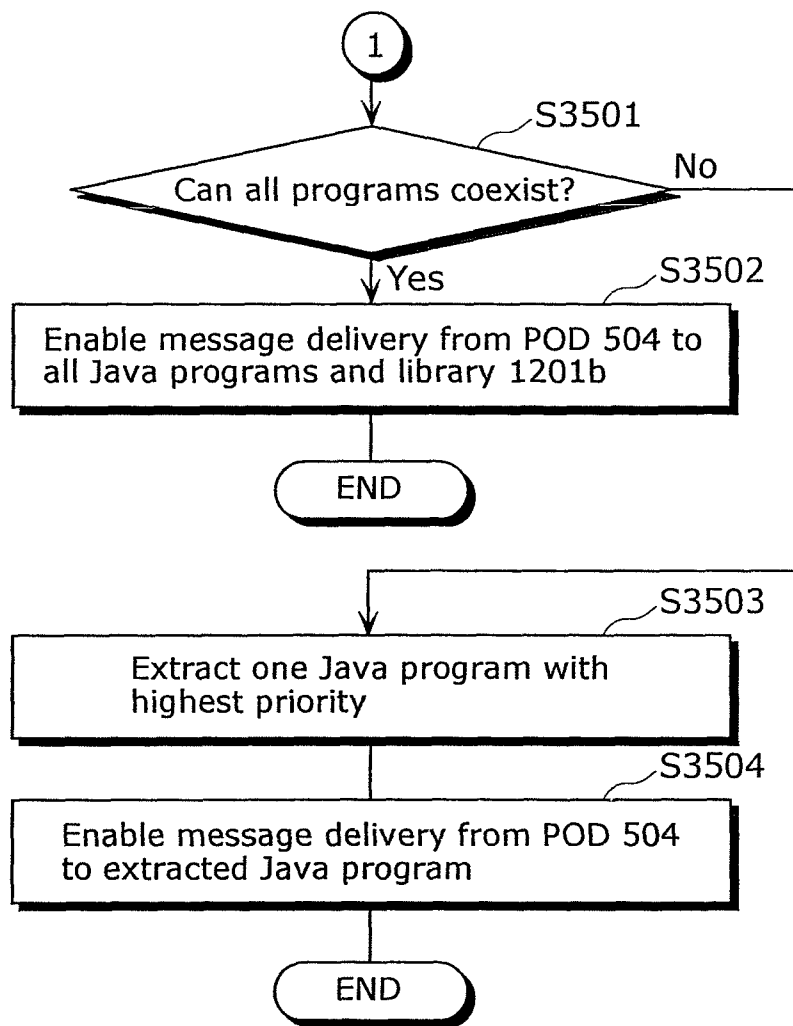 1
S3501
Can all programs coexist?
No
Yes
S3502
Enable message delivery from POD 504 to
all Java programs and library 1201b
END
S3503
Extract one Java program with
highest priority
S3504
Enable message delivery from POD 504
to extracted Java program
END